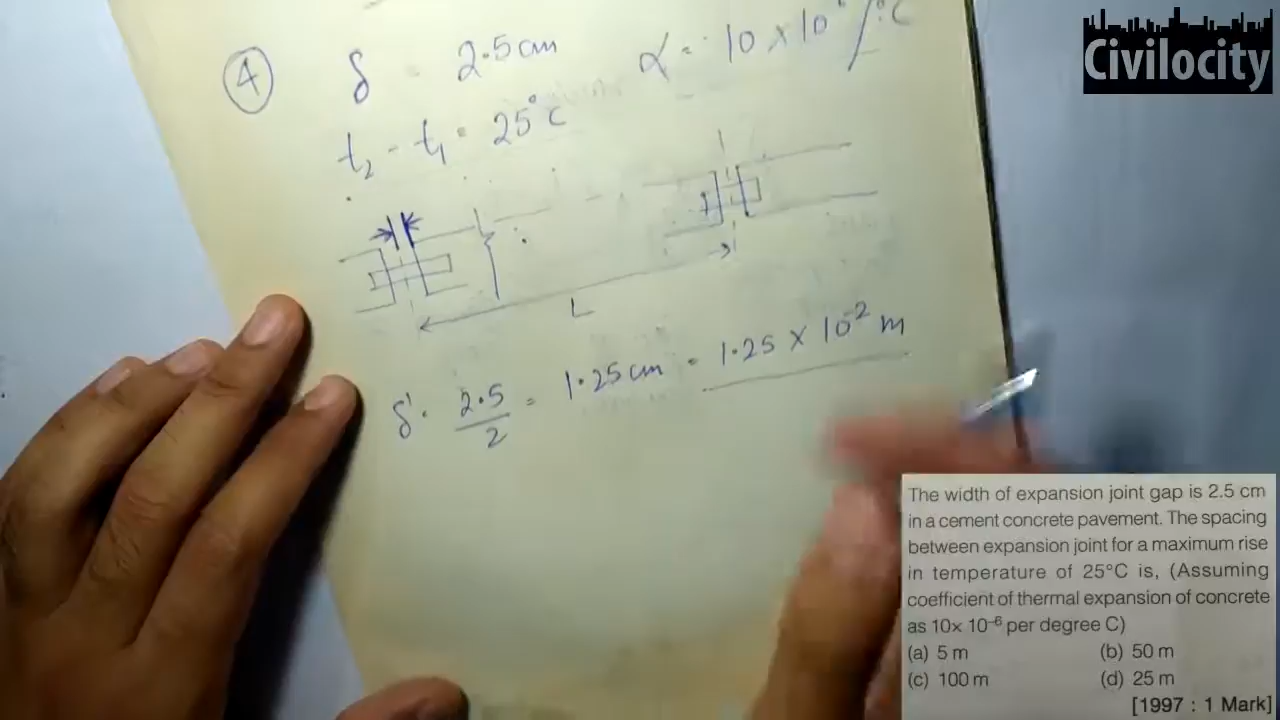 Civilocity
④ δ = 2.5 cm α = 10 × 10 /°C
t₂ - t₁ = 25°C
L
δ' = 2.5/2 = 1.25 cm = 1.25 × 10⁻² m
The width of expansion joint gap is 2.5 cm
in a cement concrete pavement. The spacing
between expansion joint for a maximum rise
in temperature of 25°C is, (Assuming
coefficient of thermal expansion of concrete
as 10× 10⁻⁶ per degree C)
(a) 5 m (b) 50 m
(c) 100 m (d) 25 m
[1997 : 1 Mark]